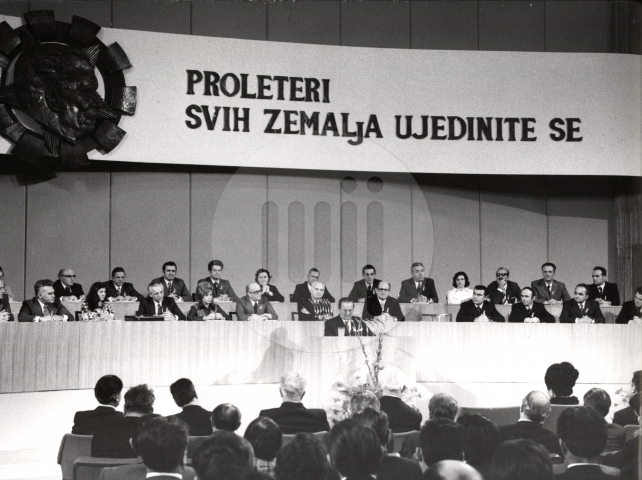 PROLETERI
SVIH ZEMALJA UJEDINITE SE